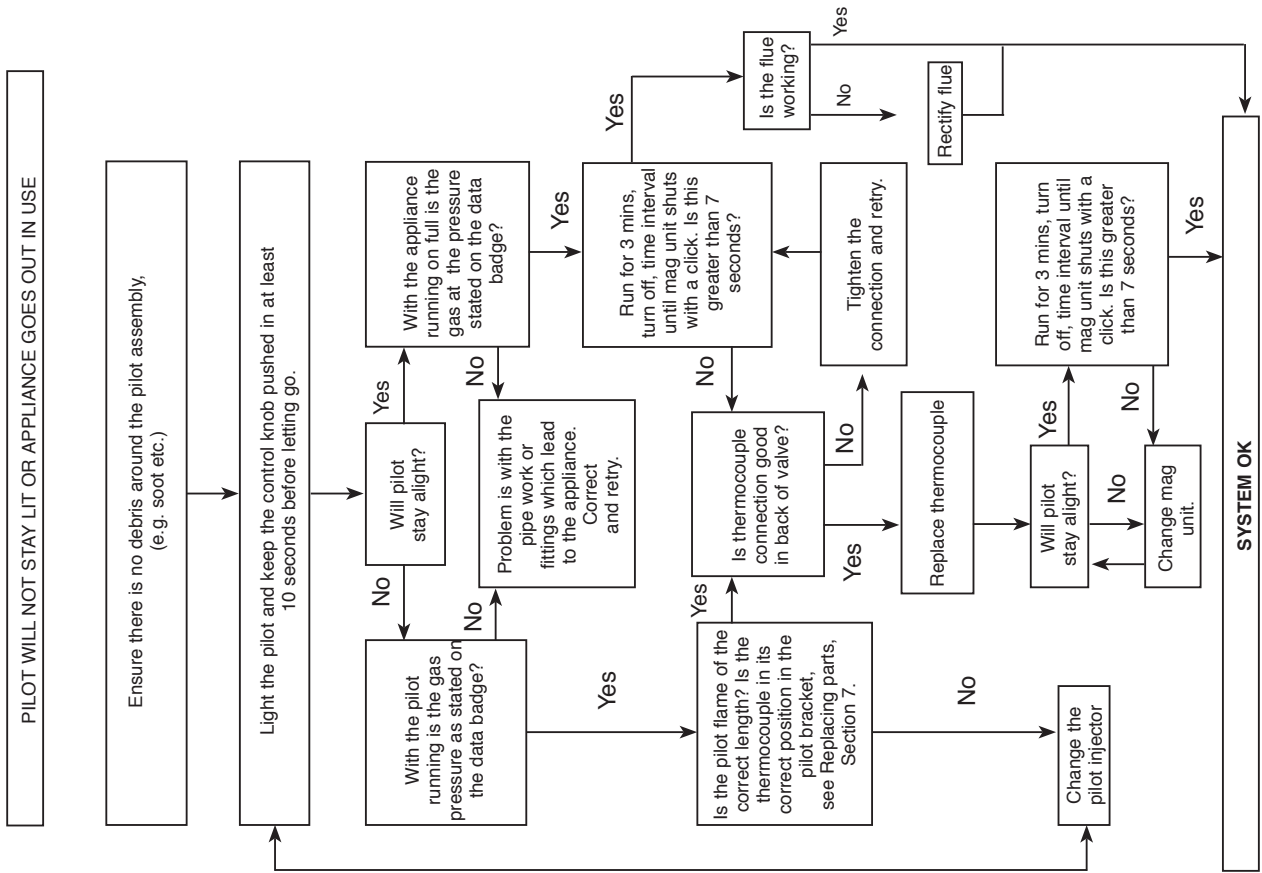 PILOT WILL NOT STAY LIT OR APPLIANCE GOES OUT IN USE
Ensure there is no debris around the pilot assembly,
(e.g. soot etc.)
Light the pilot and keep the control knob pushed in at least
10 seconds before letting go.
Will pilot
stay alight?
No
Yes
With the pilot
running is the gas
pressure as stated on
the data badge?
No
Yes
With the appliance
running on full is the
gas at the pressure
stated on the data
badge?
No
Yes
Problem is with the
pipe work or
fittings which lead
to the appliance.
Correct
and retry.
Is the pilot flame of the
correct length? Is the
thermocouple in its
correct position in the
pilot bracket,
see Replacing parts,
Section 7.
Yes
No
Change the
pilot injector
Run for 3 mins,
turn off, time interval
until mag unit shuts
with a click. Is this
greater than 7
seconds?
No
Yes
Is thermocouple
connection good
in back of valve?
Yes
No
Tighten the
connection and retry.
Is the flue
working?
No
Yes
Rectify flue
Replace thermocouple
Will pilot
stay alight?
Yes
No
Change mag
unit.
Run for 3 mins, turn
off, time interval until
mag unit shuts with a
click. Is this greater
than 7 seconds?
No
Yes
SYSTEM OK